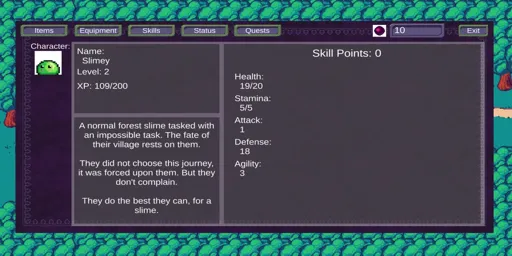 Items
Equipment
Skills
Status
Quests
10
Exit
Character:
Name:
Slimey
Level: 2
XP: 109/200
A normal forest slime tasked with
an impossible task. The fate of
their village rests on them.
They did not choose this journey,
it was forced upon them. But they
don't complain.
They do the best they can, for a
slime.
Skill Points: 0
Health:
19/20
Stamina:
5/5
Attack:
1
Defense:
18
Agility:
3